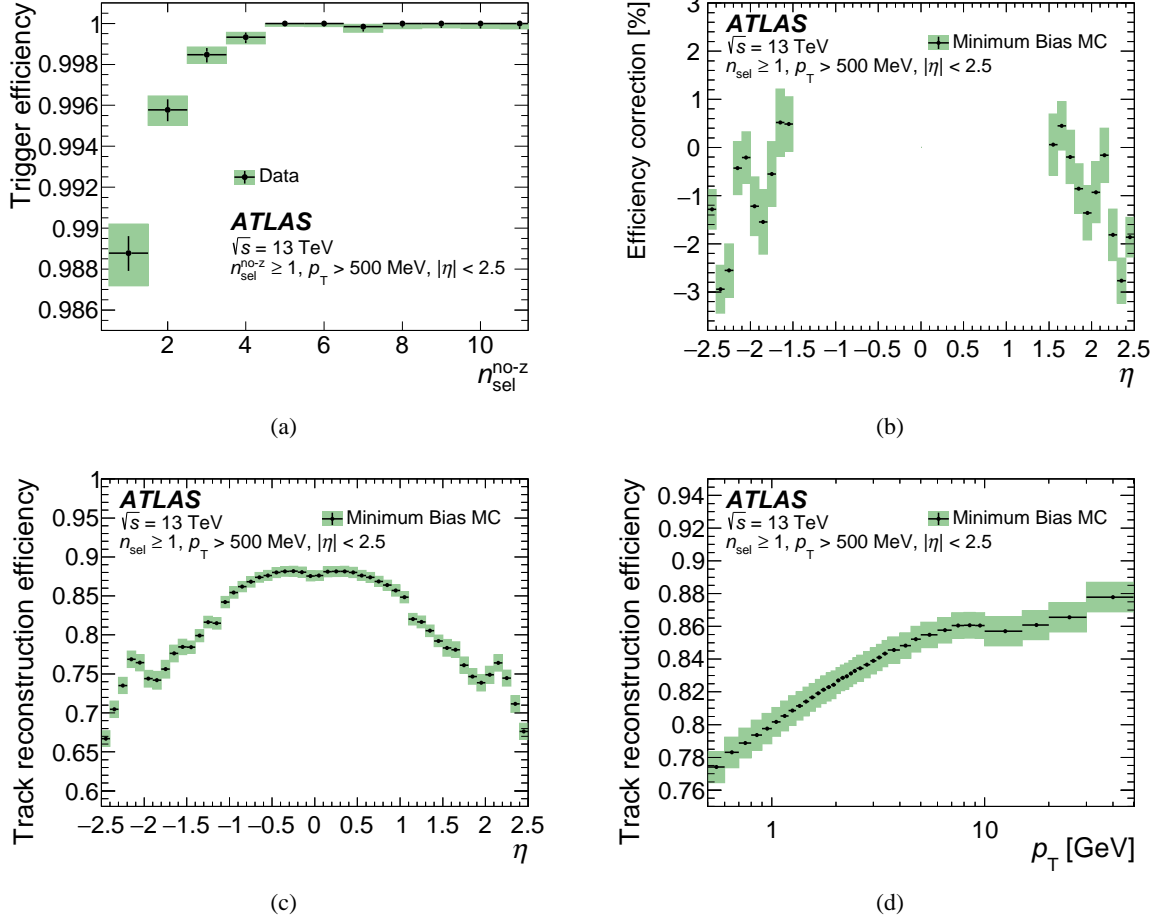 Trigger efficiency
1
0.998
0.996
0.994
0.992
0.99
0.988
0.986
Data
ATLAS
√s = 13 TeV
n_sel^no-z ≥ 1, p_T > 500 MeV, |η| < 2.5
2 4 6 8 10
n_sel^no-z
(a)
Efficiency correction [%]
3
2
1
0
−1
−2
−3
ATLAS
√s = 13 TeV
n_sel ≥ 1, p_T > 500 MeV, |η| < 2.5
Minimum Bias MC
−2.5 −2 −1.5 −1 −0.5 0 0.5 1 1.5 2 2.5
η
(b)
Track reconstruction efficiency
1
0.95
0.9
0.85
0.8
0.75
0.7
0.65
0.6
ATLAS
√s = 13 TeV
n_sel ≥ 1, p_T > 500 MeV, |η| < 2.5
Minimum Bias MC
−2.5 −2 −1.5 −1 −0.5 0 0.5 1 1.5 2 2.5
η
(c)
Track reconstruction efficiency
0.94
0.92
0.9
0.88
0.86
0.84
0.82
0.8
0.78
0.76
ATLAS
√s = 13 TeV
n_sel ≥ 1, p_T > 500 MeV, |η| < 2.5
Minimum Bias MC
1 10
p_T [GeV]
(d)